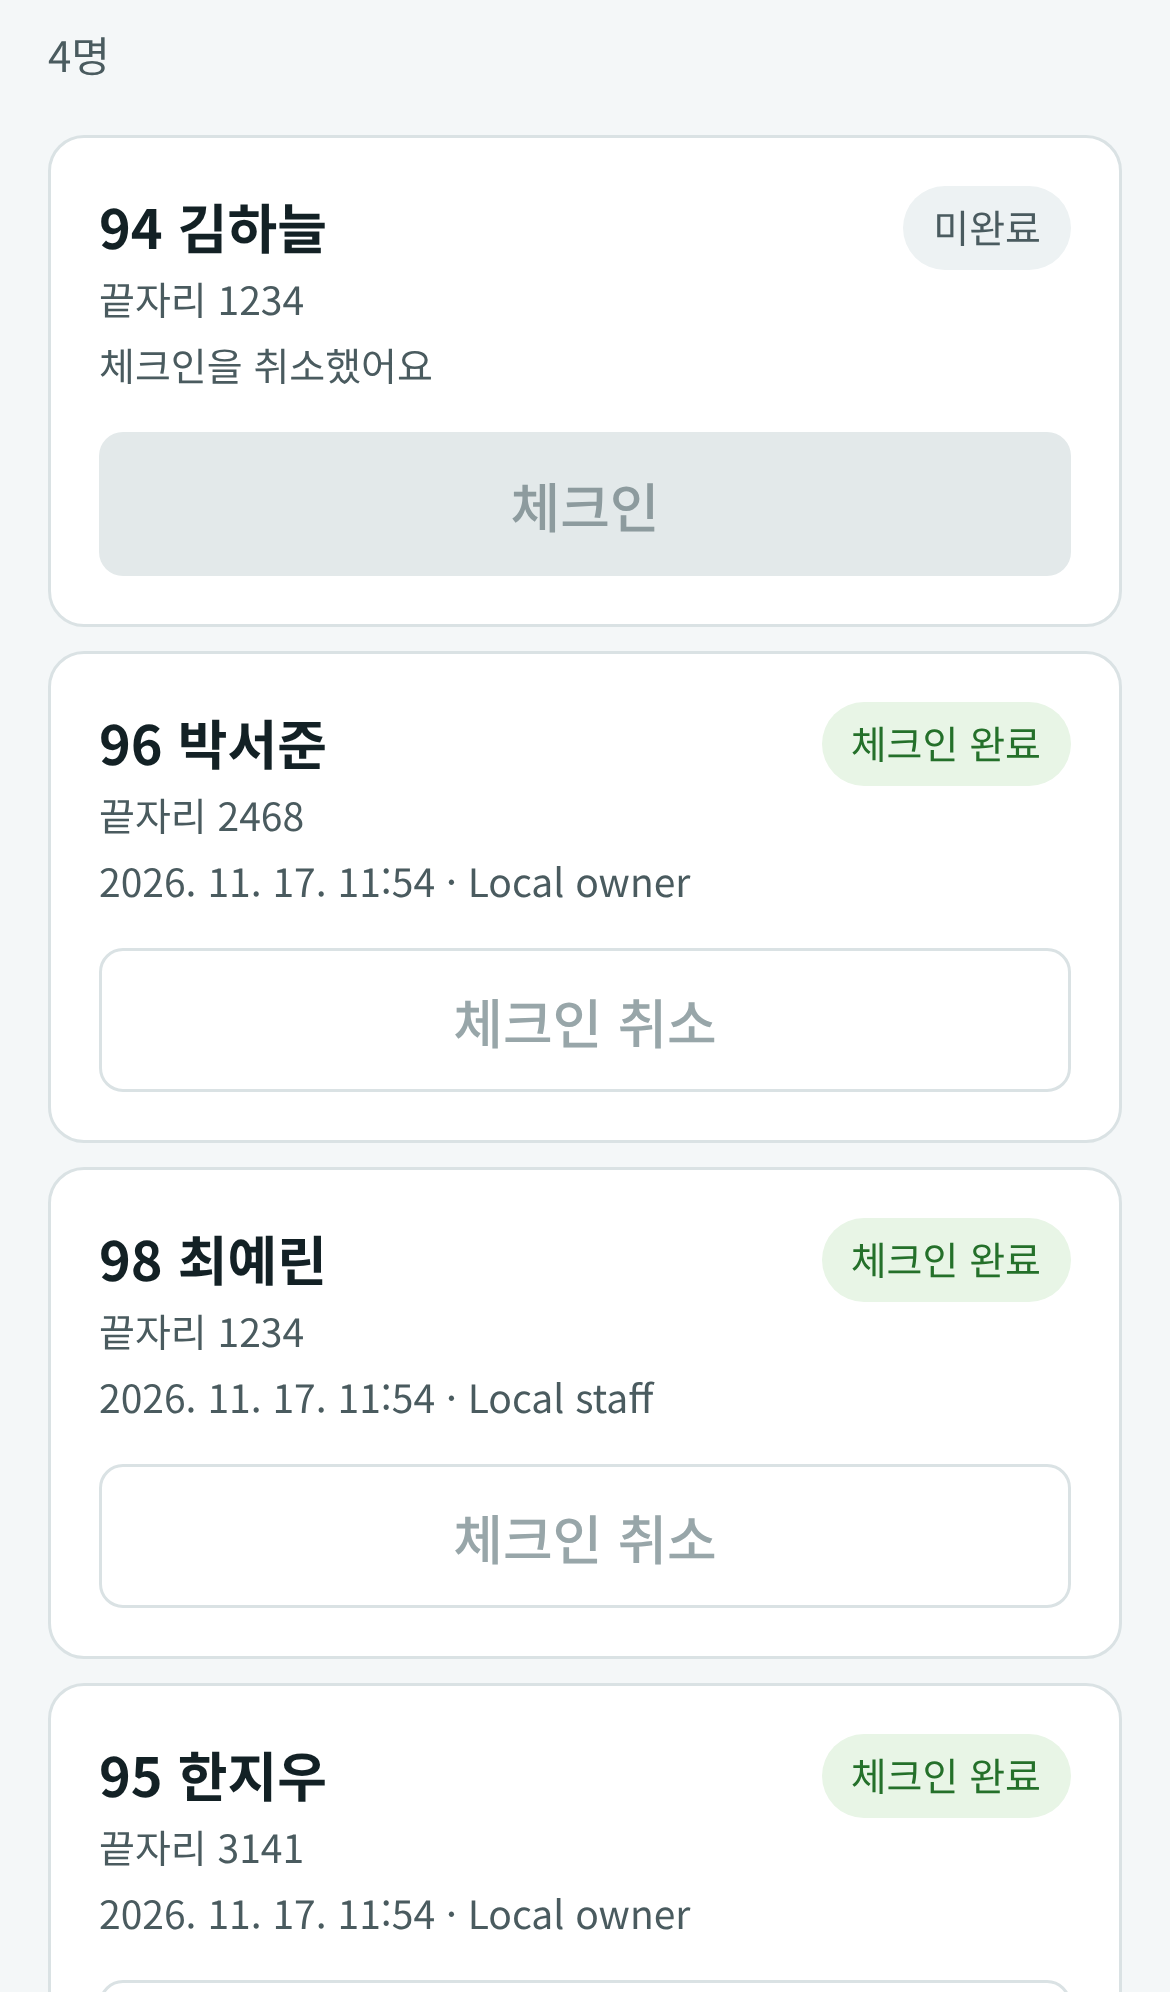 4명
94 김하늘
미완료
끝자리 1234
체크인을 취소했어요
체크인
96 박서준
체크인 완료
끝자리 2468
2026. 11. 17. 11:54 · Local owner
체크인 취소
98 최예린
체크인 완료
끝자리 1234
2026. 11. 17. 11:54 · Local staff
체크인 취소
95 한지우
체크인 완료
끝자리 3141
2026. 11. 17. 11:54 · Local owner